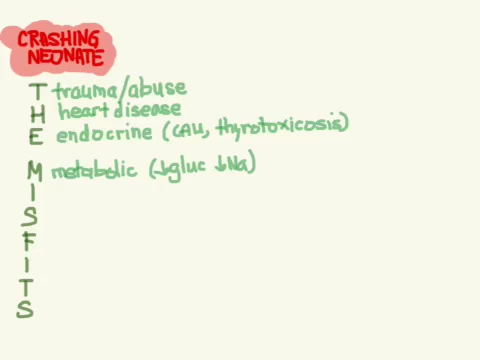 CRASHING
NEONATE
T trauma/abuse
H heart disease
E endocrine (CAH, thyrotoxicosis)
M metabolic (↓gluc ↓Na)
I
S
F
I
T
S